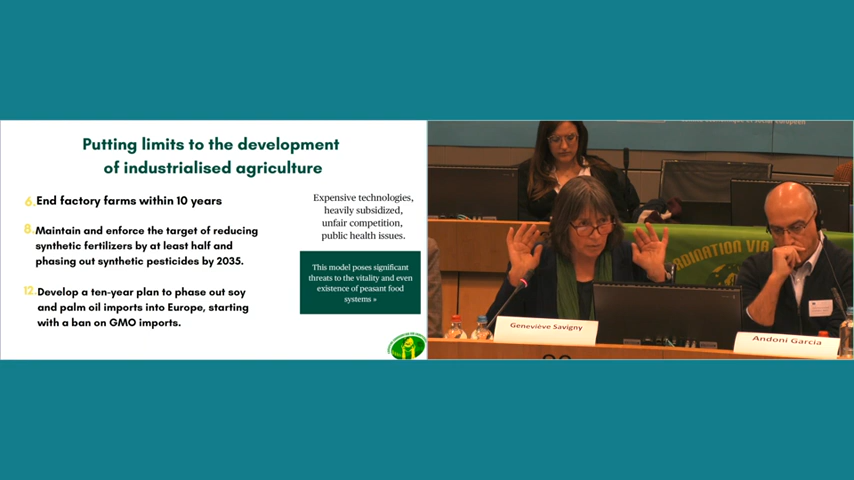 Putting limits to the development
of industrialised agriculture
6. End factory farms within 10 years
8. Maintain and enforce the target of reducing
synthetic fertilizers by at least half and
phasing out synthetic pesticides by 2035.
12. Develop a ten-year plan to phase out soy
and palm oil imports into Europe, starting
with a ban on GMO imports.
Expensive technologies,
heavily subsidized,
unfair competition,
public health issues.
This model poses significant
threats to the vitality and even
existence of peasant food
systems »
RDINATION VIA
Geneviève Savigny
Andoni Garcia